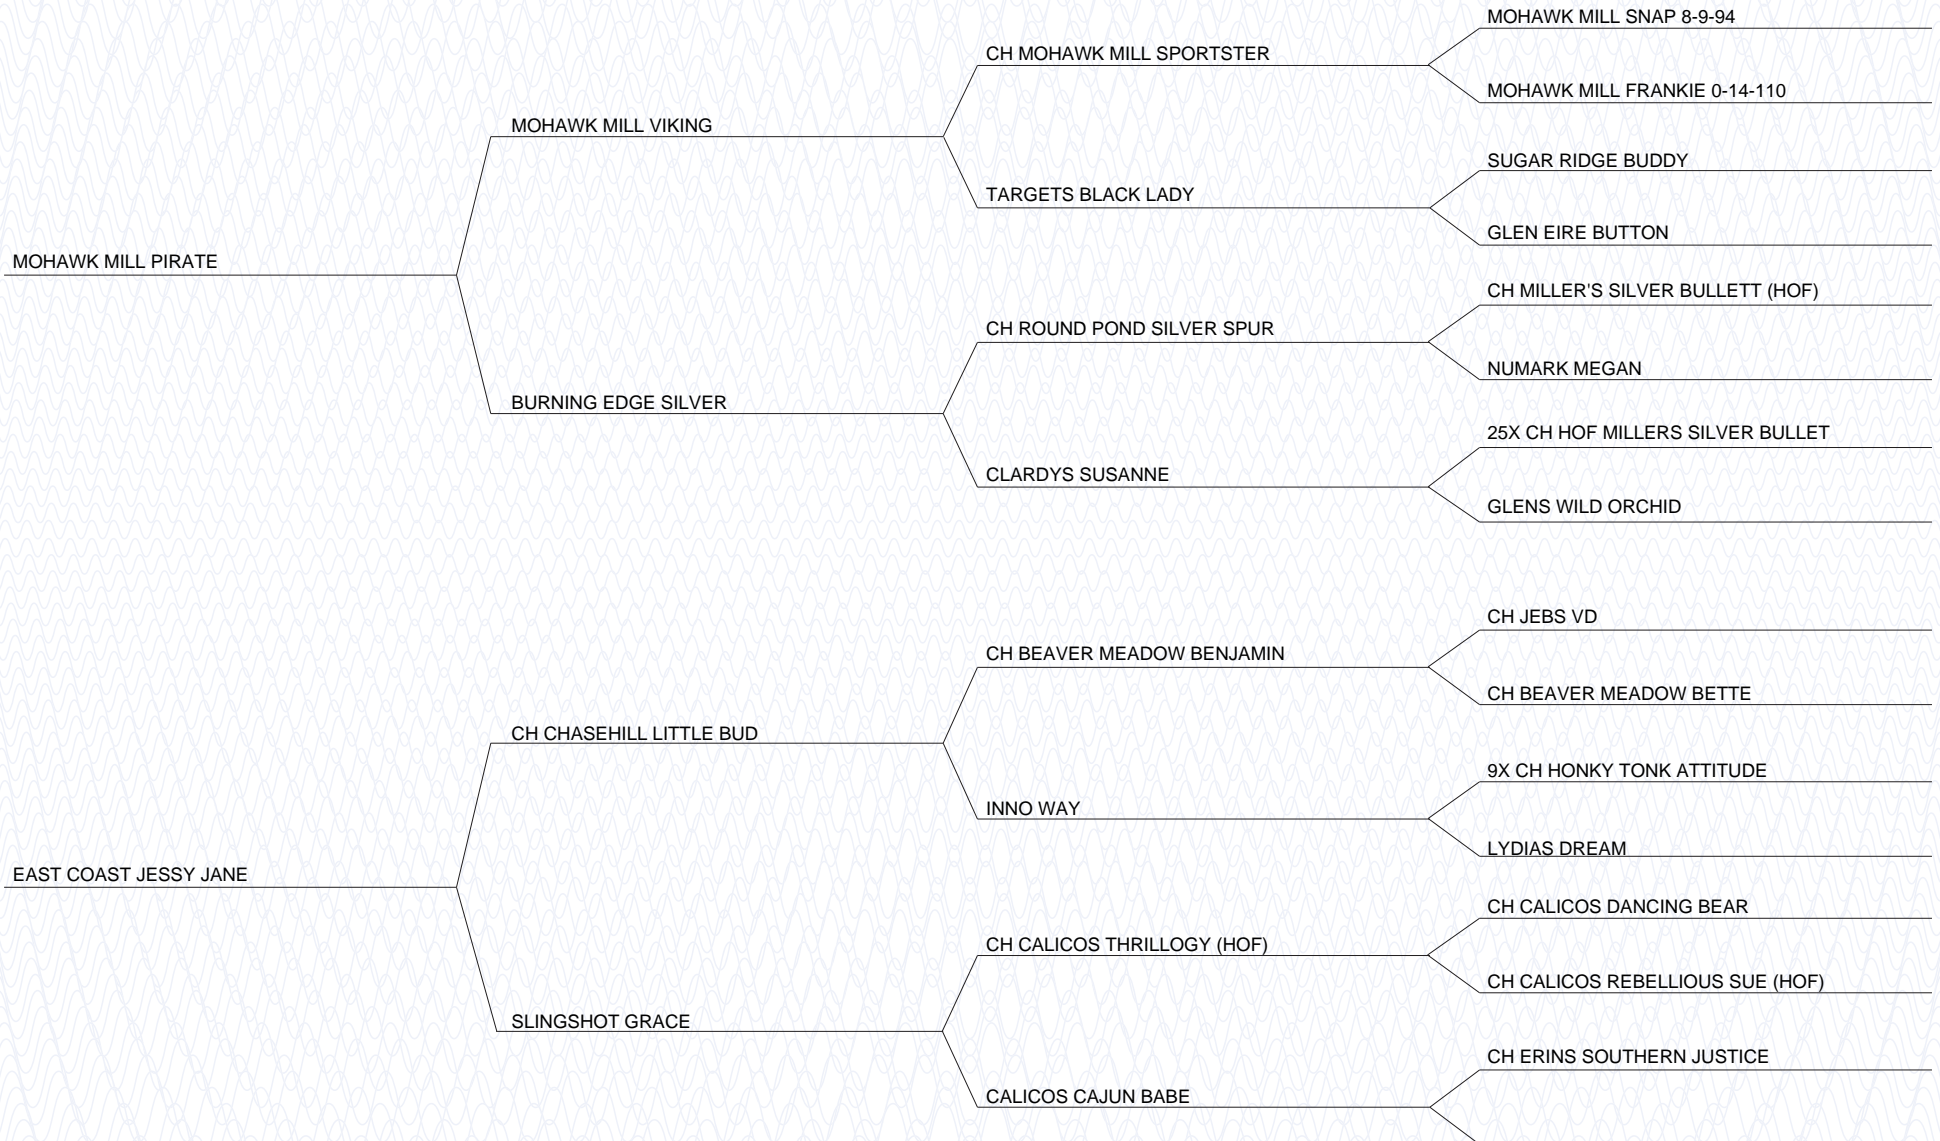 MOHAWK MILL SNAP 8-9-94
CH MOHAWK MILL SPORTSTER
MOHAWK MILL FRANKIE 0-14-110
MOHAWK MILL VIKING
SUGAR RIDGE BUDDY
TARGETS BLACK LADY
GLEN EIRE BUTTON
MOHAWK MILL PIRATE
CH MILLER'S SILVER BULLETT (HOF)
CH ROUND POND SILVER SPUR
NUMARK MEGAN
BURNING EDGE SILVER
25X CH HOF MILLERS SILVER BULLET
CLARDYS SUSANNE
GLENS WILD ORCHID
CH JEBS VD
CH BEAVER MEADOW BENJAMIN
CH BEAVER MEADOW BETTE
CH CHASEHILL LITTLE BUD
9X CH HONKY TONK ATTITUDE
INNO WAY
LYDIAS DREAM
EAST COAST JESSY JANE
CH CALICOS DANCING BEAR
CH CALICOS THRILLOGY (HOF)
CH CALICOS REBELLIOUS SUE (HOF)
SLINGSHOT GRACE
CH ERINS SOUTHERN JUSTICE
CALICOS CAJUN BABE